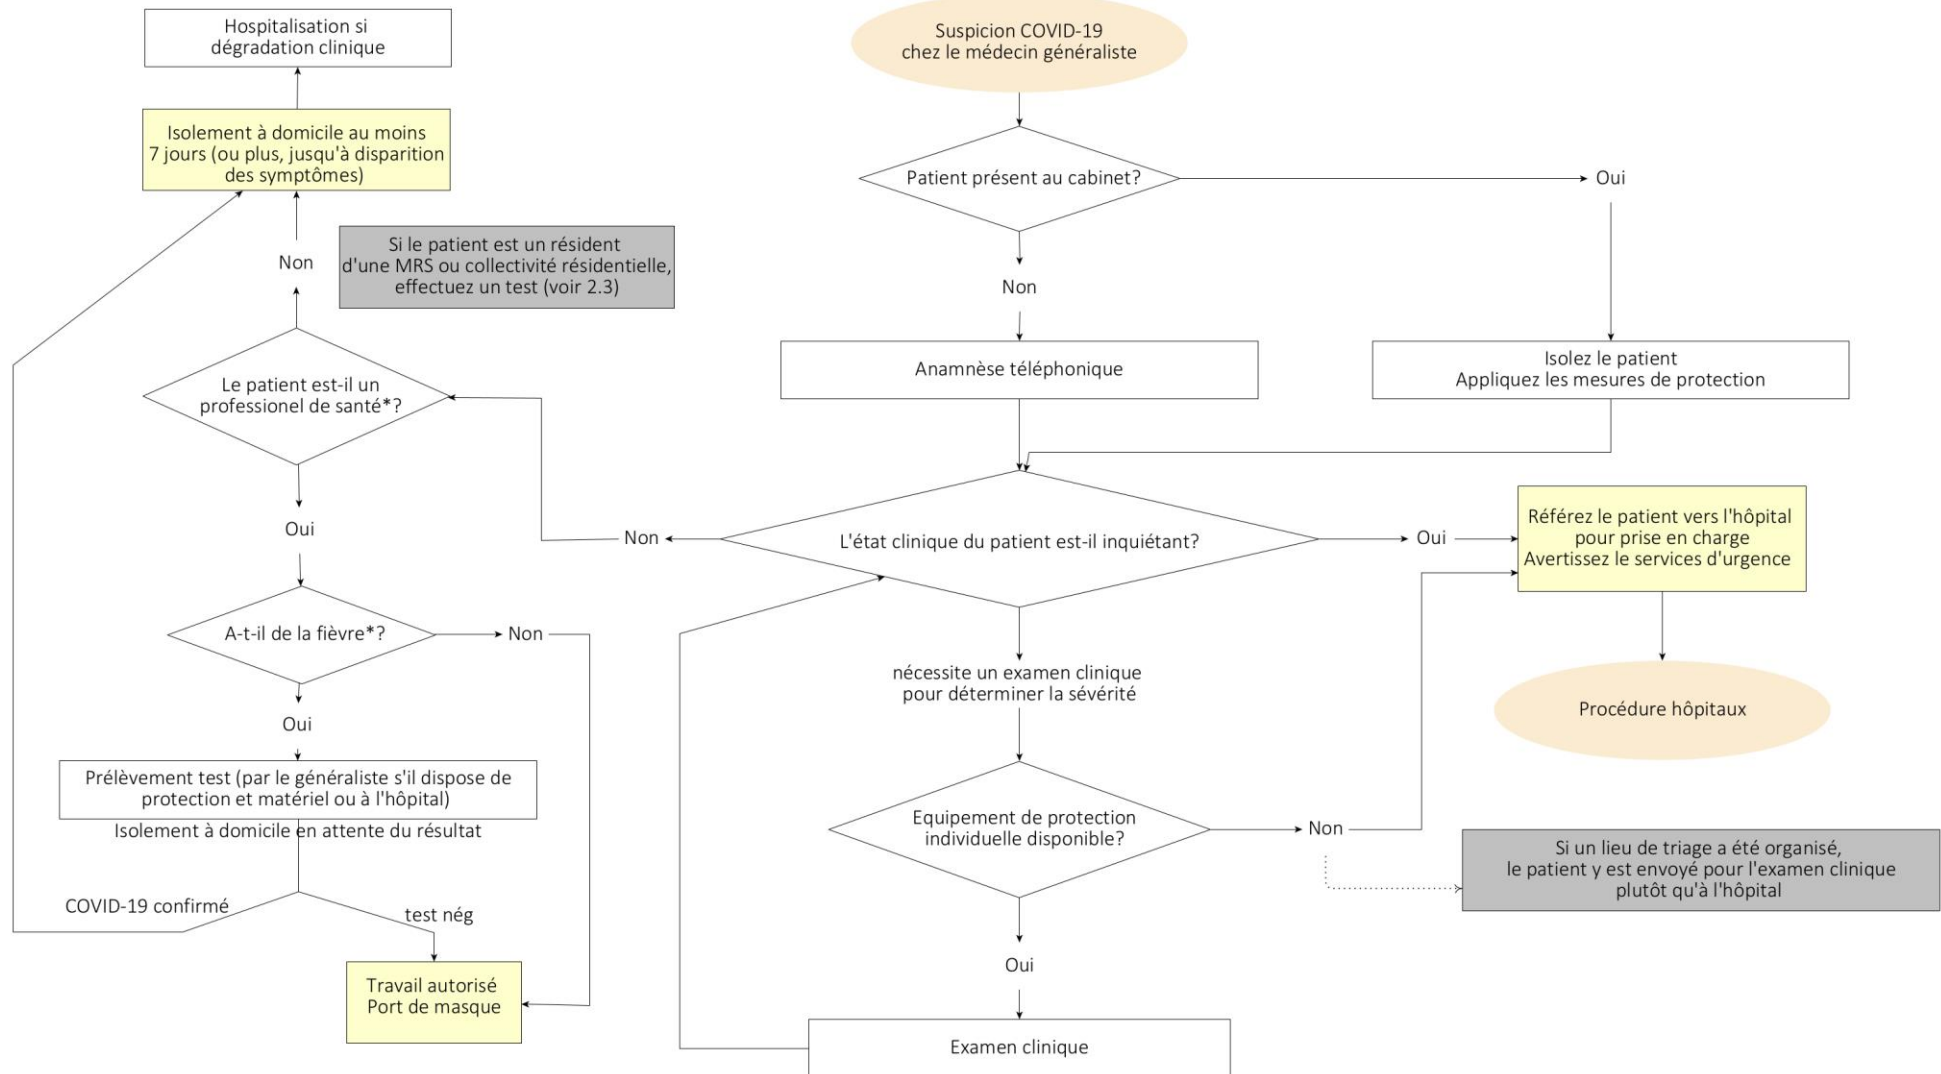 Hospitalisation si
dégradation clinique
Isolement à domicile au moins
7 jours (ou plus, jusqu'à disparition
des symptômes)
Non
Si le patient est un résident
d'une MRS ou collectivité résidentielle,
effectuez un test (voir 2.3)
Le patient est-il un
professionel de santé*?
Oui
A-t-il de la fièvre*?
Non
Oui
Prélèvement test (par le généraliste s'il dispose de
protection et matériel ou à l'hôpital)
Isolement à domicile en attente du résultat
COVID-19 confirmé
test nég
Travail autorisé
Port de masque
Suspicion COVID-19
chez le médecin généraliste
Patient présent au cabinet?
Oui
Non
Anamnèse téléphonique
Isolez le patient
Appliquez les mesures de protection
Non
L'état clinique du patient est-il inquiétant?
Oui
Référez le patient vers l'hôpital
pour prise en charge
Avertissez le services d'urgence
Procédure hôpitaux
nécessite un examen clinique
pour déterminer la sévérité
Equipement de protection
individuelle disponible?
Non
Si un lieu de triage a été organisé,
le patient y est envoyé pour l'examen clinique
plutôt qu'à l'hôpital
Oui
Examen clinique